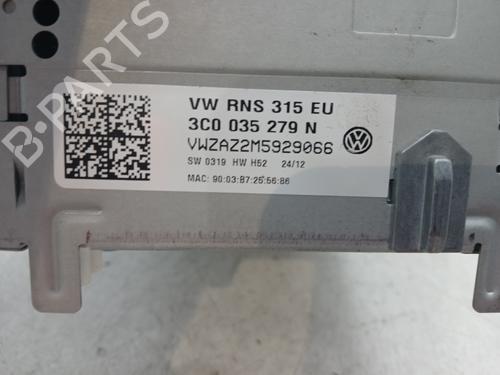 VW RNS 315 EU
3C0 035 279 N
VWZAZ2M5929066
SW 0319 HW H52 24/12
MAC: 90:03:B7:25:56:86
B-PARTS